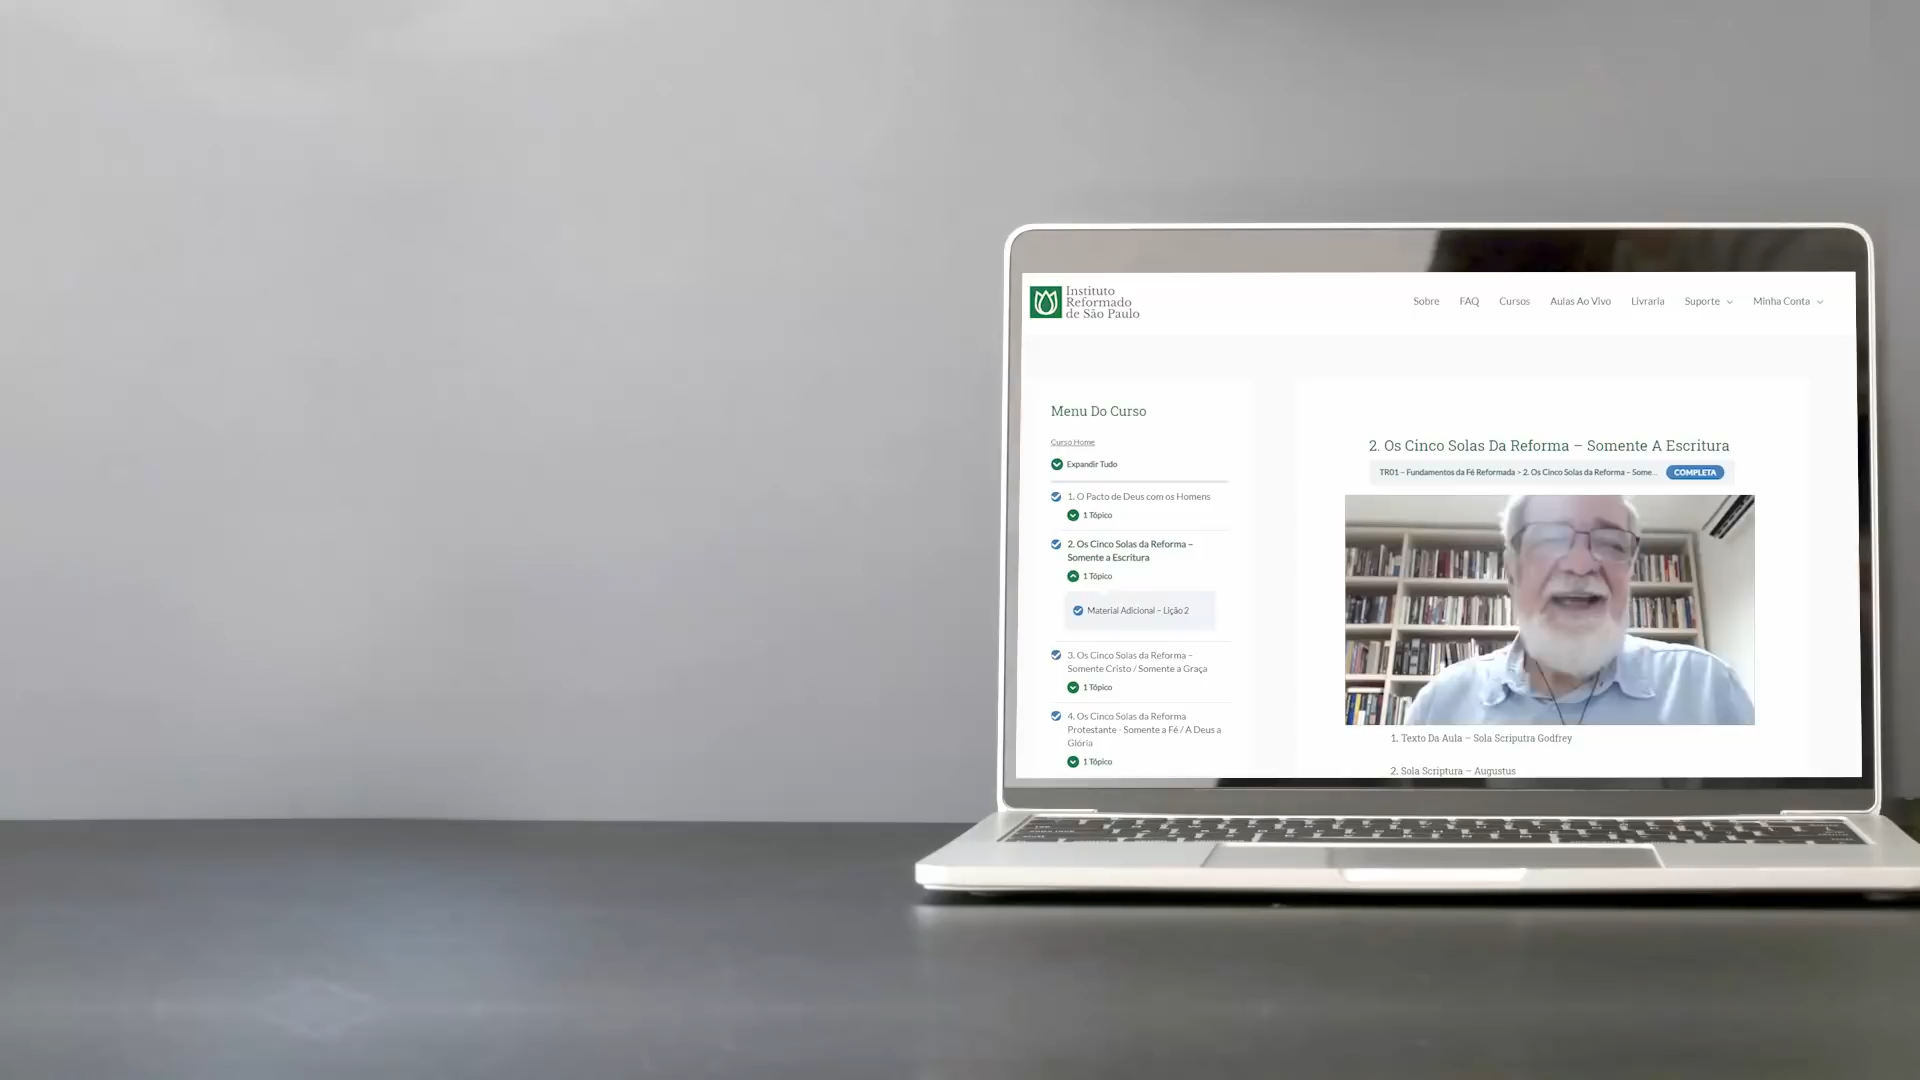 Instituto
Reformado
de São Paulo
Sobre
FAQ
Cursos
Aulas Ao Vivo
Livraria
Suporte
Minha Conta
Menu Do Curso
Curso Home
Expandir Tudo
1. O Pacto de Deus com os Homens
1 Tópico
2. Os Cinco Solas da Reforma –
Somente a Escritura
1 Tópico
Material Adicional – Lição 2
3. Os Cinco Solas da Reforma –
Somente Cristo / Somente a Graça
1 Tópico
4. Os Cinco Solas da Reforma
Protestante - Somente a Fé / A Deus a
Glória
1 Tópico
2. Os Cinco Solas Da Reforma – Somente A Escritura
TR01 – Fundamentos da Fé Reformada > 2. Os Cinco Solas da Reforma – Some...
COMPLETA
1. Texto Da Aula – Sola Scriputra Godfrey
2. Sola Scriptura – Augustus